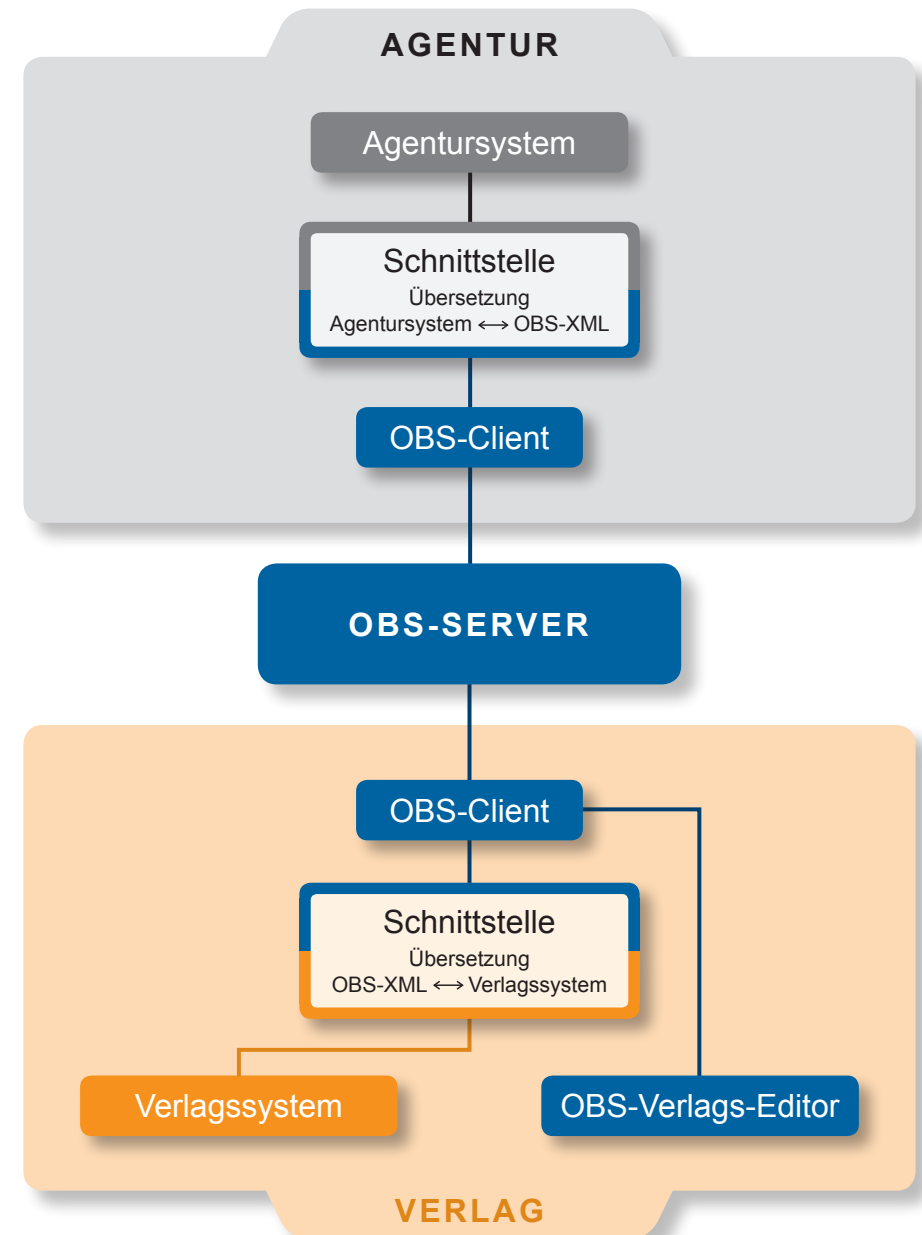 AGENTUR
Agentursystem
Schnittstelle
Übersetzung
Agentursystem ⟷ OBS-XML
OBS-Client
OBS-SERVER
OBS-Client
Schnittstelle
Übersetzung
OBS-XML ⟷ Verlagssystem
Verlagssystem
OBS-Verlags-Editor
VERLAG